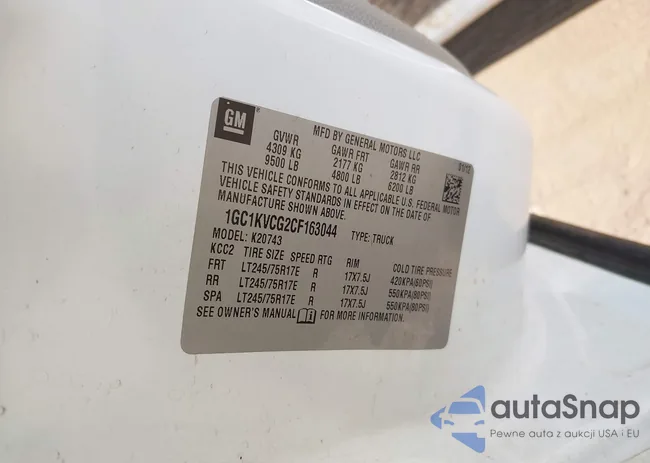 GM
MFD BY GENERAL MOTORS LLC
GVWR GAWR FRT GAWR RR
4309 KG 2177 KG 2812 KG
9500 LB 4800 LB 6200 LB
THIS VEHICLE CONFORMS TO ALL APPLICABLE U.S. FEDERAL MOTOR
VEHICLE SAFETY STANDARDS IN EFFECT ON THE DATE OF
MANUFACTURE SHOWN ABOVE.
1GC1KVCG2CF163044 TYPE: TRUCK
MODEL: K20743
KCC2 TIRE SIZE SPEED RTG RIM COLD TIRE PRESSURE
FRT LT245/75R17E R 17X7.5J 420KPA(60PSI)
RR LT245/75R17E R 17X7.5J 550KPA(80PSI)
SPA LT245/75R17E R 17X7.5J 550KPA(80PSI)
SEE OWNER'S MANUAL FOR MORE INFORMATION.
autaSnap
Pewne auta z aukcji USA i EU